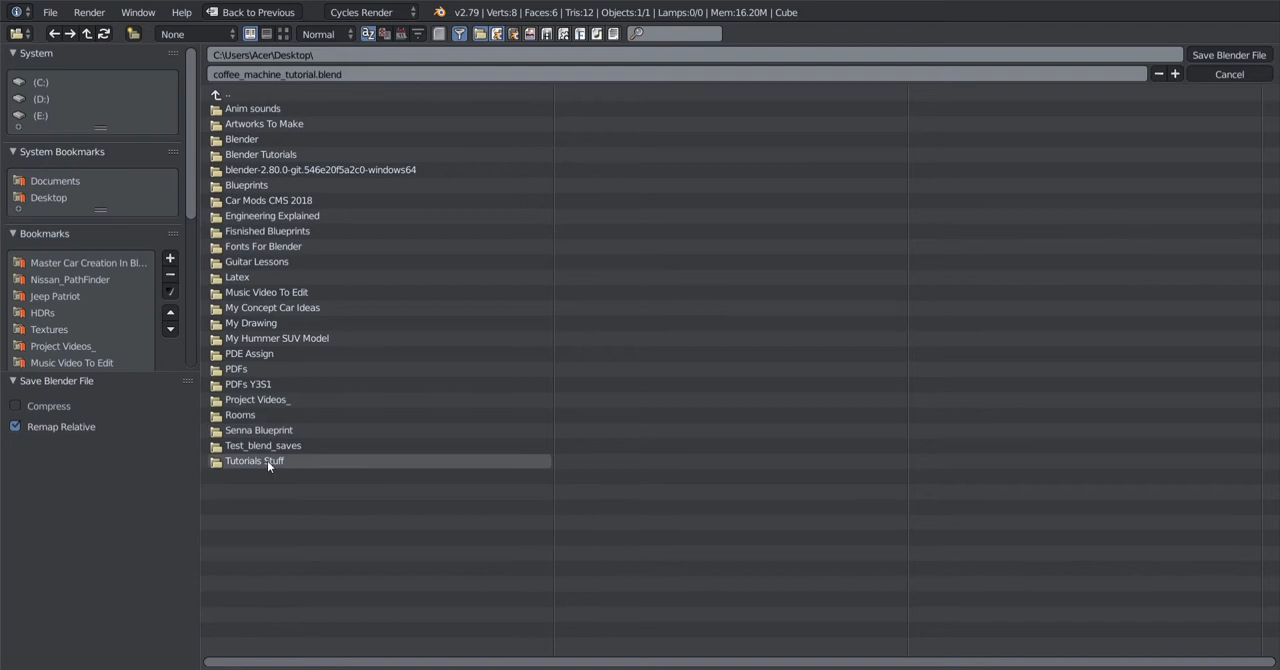 File Render Window Help Back to Previous Cycles Render v2.79 | Verts:8 | Faces:6 | Tris:12 | Objects:1/1 | Lamps:0/0 | Mem:16.20M | Cube
None Normal
System
C:\Users\Acer\Desktop\ Save Blender File
coffee_machine_tutorial.blend Cancel
(C:)
(D:)
(E:)
System Bookmarks
Documents
Desktop
Bookmarks
Master Car Creation In Bl...
Nissan_PathFinder
Jeep Patriot
HDRs
Textures
Project Videos_
Music Video To Edit
Save Blender File
Compress
Remap Relative
..
Anim sounds
Artworks To Make
Blender
Blender Tutorials
blender-2.80.0-git.546e20f5a2c0-windows64
Blueprints
Car Mods CMS 2018
Engineering Explained
Fisnished Blueprints
Fonts For Blender
Guitar Lessons
Latex
Music Video To Edit
My Concept Car Ideas
My Drawing
My Hummer SUV Model
PDE Assign
PDFs
PDFs Y3S1
Project Videos_
Rooms
Senna Blueprint
Test_blend_saves
Tutorials Stuff